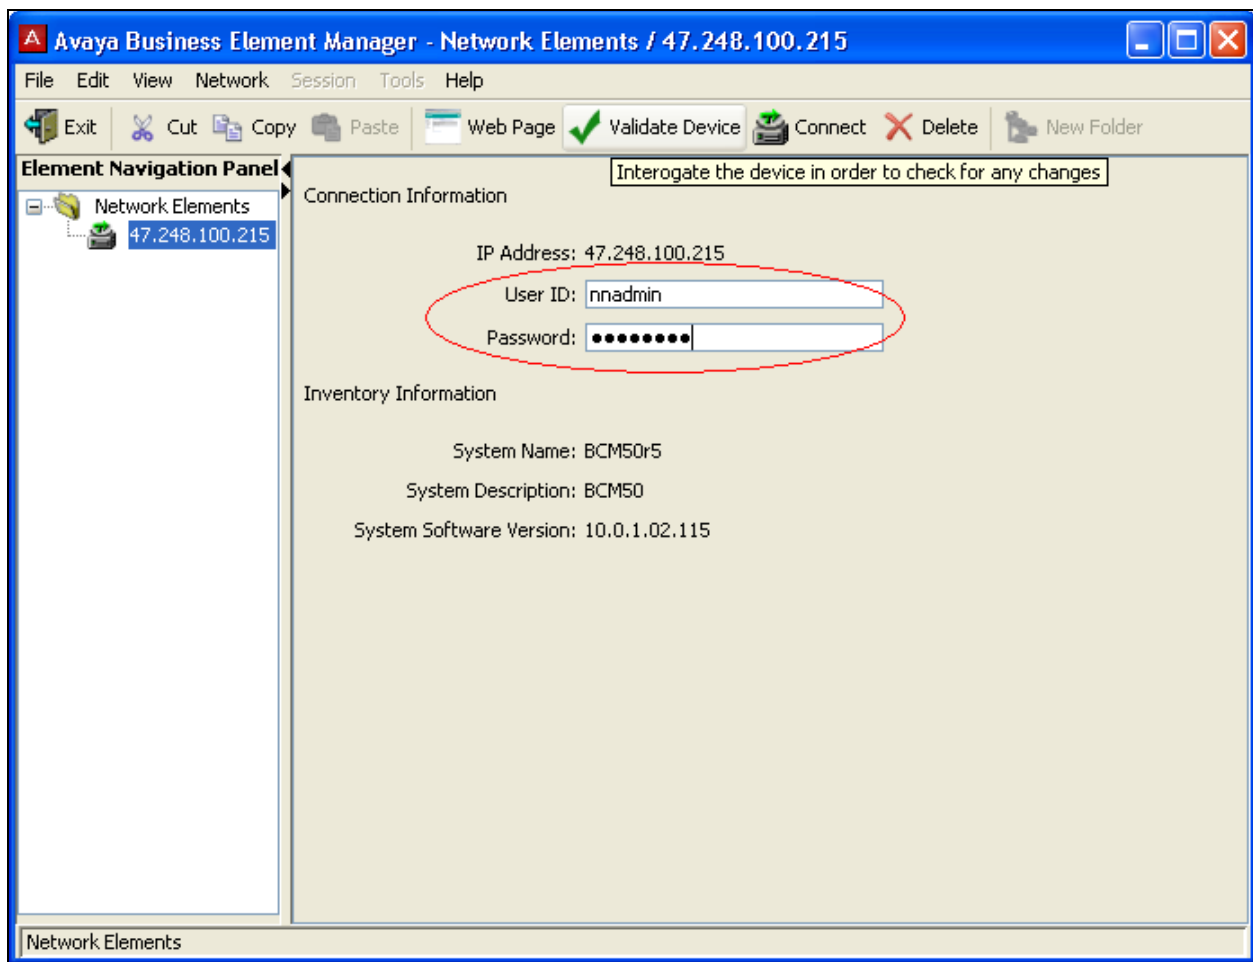 A Avaya Business Element Manager - Network Elements / 47.248.100.215
File Edit View Network Session Tools Help
Exit Cut Copy Paste Web Page Validate Device Connect Delete New Folder
Element Navigation Panel
Interogate the device in order to check for any changes
Network Elements
47.248.100.215
Connection Information
IP Address: 47.248.100.215
User ID: nnadmin
Password: ●●●●●●●●
Inventory Information
System Name: BCM50r5
System Description: BCM50
System Software Version: 10.0.1.02.115
Network Elements